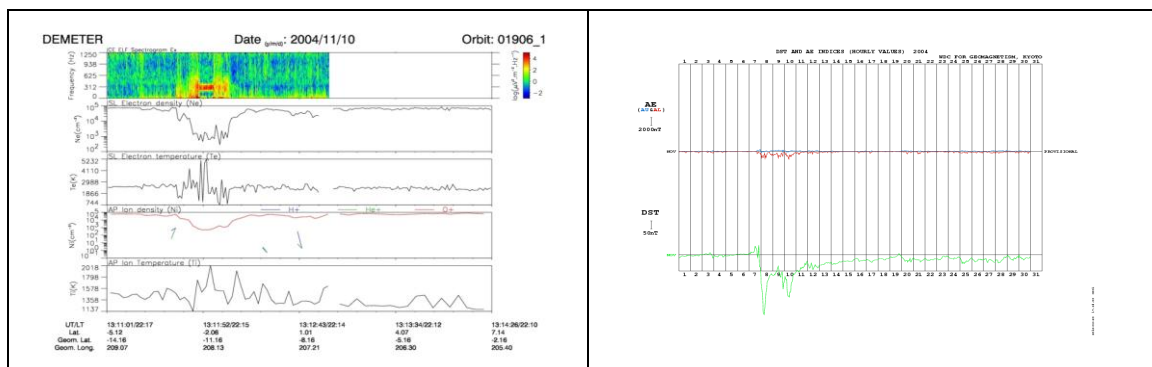 DEMETER Date (y/m/d): 2004/11/10 Orbit: 01906_1
ICE ELF Spectrogram Ex
Frequency (Hz)
1250
938
625
312
0
4
2
0
−2
ISL Electron density (Ne)
Ne(cm⁻³)
10⁵
10⁴
10³
10²
ISL Electron temperature (Te)
Te(K)
5232
4110
2988
1866
744
IAP Ion density (Ni)
H+ He+ O+
Ni(cm⁻³)
IAP Ion Temperature (Ti)
Ti(K)
2018
1798
1578
1358
1137
UT/LT 13:11:01/22:17 13:11:52/22:15 13:12:43/22:14 13:13:34/22:12 13:14:26/22:10
Lat. -5.12 -2.06 1.01 4.07 7.14
Geom. Lat. -14.16 -11.16 -8.16 -5.16 -2.16
Geom. Long. 209.07 208.13 207.21 206.30 205.40
DST AND AE INDICES (HOURLY VALUES) 2004
WDC FOR GEOMAGNETISM, KYOTO
1 2 3 4 5 6 7 8 9 10 11 12 13 14 15 16 17 18 19 20 21 22 23 24 25 26 27 28 29 30 31
AE
(AU&AL)
2000nT
NOV PROVISIONAL
DST
50nT
NOV
1 2 3 4 5 6 7 8 9 10 11 12 13 14 15 16 17 18 19 20 21 22 23 24 25 26 27 28 29 30 31